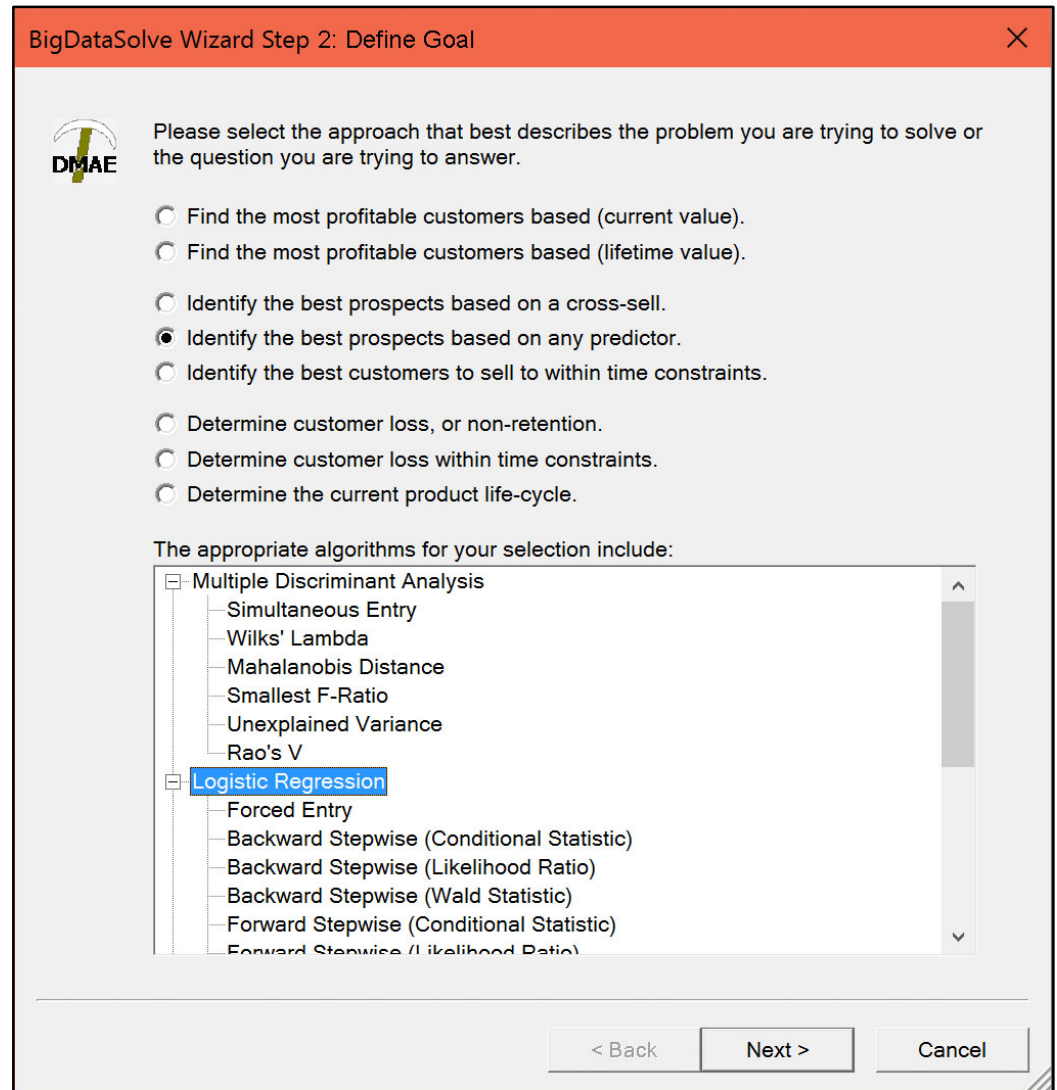 BigDataSolve Wizard Step 2: Define Goal
DMAE
Please select the approach that best describes the problem you are trying to solve or
the question you are trying to answer.
Find the most profitable customers based (current value).
Find the most profitable customers based (lifetime value).
Identify the best prospects based on a cross-sell.
Identify the best prospects based on any predictor.
Identify the best customers to sell to within time constraints.
Determine customer loss, or non-retention.
Determine customer loss within time constraints.
Determine the current product life-cycle.
The appropriate algorithms for your selection include:
Multiple Discriminant Analysis
Simultaneous Entry
Wilks' Lambda
Mahalanobis Distance
Smallest F-Ratio
Unexplained Variance
Rao's V
Logistic Regression
Forced Entry
Backward Stepwise (Conditional Statistic)
Backward Stepwise (Likelihood Ratio)
Backward Stepwise (Wald Statistic)
Forward Stepwise (Conditional Statistic)
Forward Stepwise (Likelihood Ratio)
< Back Next > Cancel